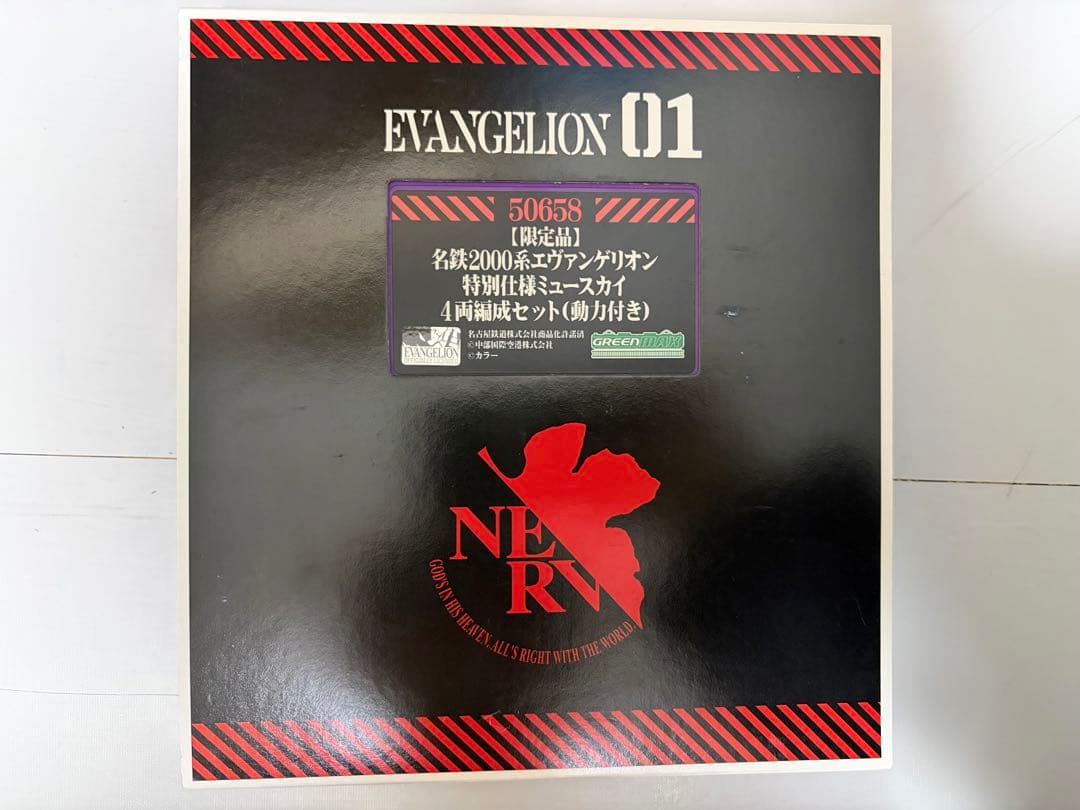 EVANGELION 01
50658
【限定品】
名鉄2000系エヴァンゲリオン
特別仕様ミュースカイ
4両編成セット(動力付き)
EVANGELION
名古屋鉄道株式会社商品化許諾済
©中部国際空港株式会社
©カラー
GREENMAX
NERV
GOD'S IN HIS HEAVEN. ALL'S RIGHT WITH THE WORLD.